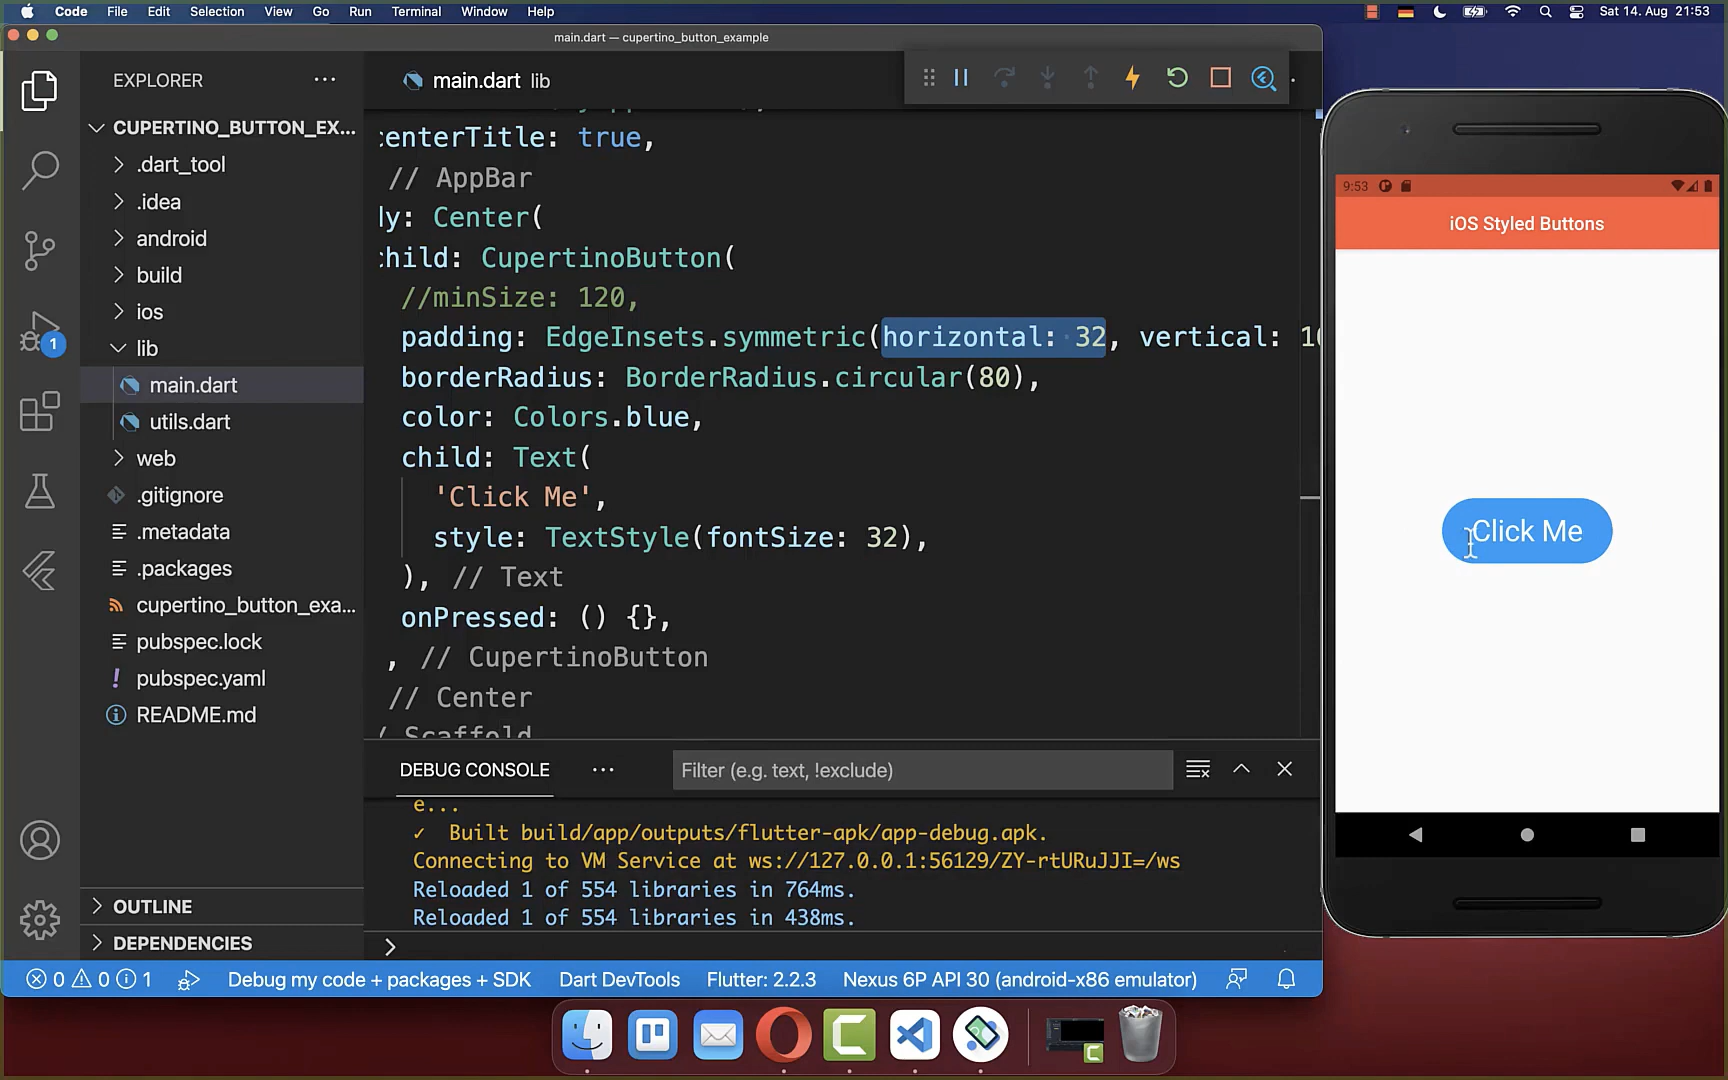 Code File Edit Selection View Go Run Terminal Window Help Sat 14. Aug 21:53
main.dart — cupertino_button_example
EXPLORER
CUPERTINO_BUTTON_EX...
.dart_tool
.idea
android
build
ios
lib
main.dart
utils.dart
web
.gitignore
.metadata
.packages
cupertino_button_exa...
pubspec.lock
pubspec.yaml
README.md
OUTLINE
DEPENDENCIES
1
main.dart lib
centerTitle: true,
// AppBar
dy: Center(
child: CupertinoButton(
//minSize: 120,
padding: EdgeInsets.symmetric(horizontal: 32, vertical: 16
borderRadius: BorderRadius.circular(80),
color: Colors.blue,
child: Text(
'Click Me',
style: TextStyle(fontSize: 32),
), // Text
onPressed: () {},
, // CupertinoButton
// Center
/ Scaffold
DEBUG CONSOLE
Filter (e.g. text, !exclude)
e...
✓ Built build/app/outputs/flutter-apk/app-debug.apk.
Connecting to VM Service at ws://127.0.0.1:56129/ZY-rtURuJJI=/ws
Reloaded 1 of 554 libraries in 764ms.
Reloaded 1 of 554 libraries in 438ms.
0 0 1 Debug my code + packages + SDK Dart DevTools Flutter: 2.2.3 Nexus 6P API 30 (android-x86 emulator)
9:53
iOS Styled Buttons
Click Me